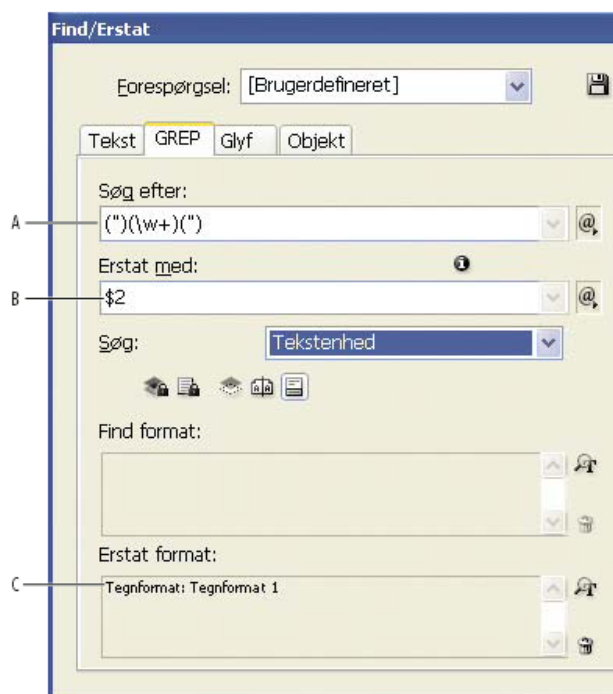 Find/Erstat
Forespørgsel: [Brugerdefineret]
Tekst GREP Glyf Objekt
Søg efter:
A (")(\w+)(") @
Erstat med:
B $2 @
Søg: Tekstenhed
Find format:
Erstat format:
C Tegnformat: Tegnformat 1